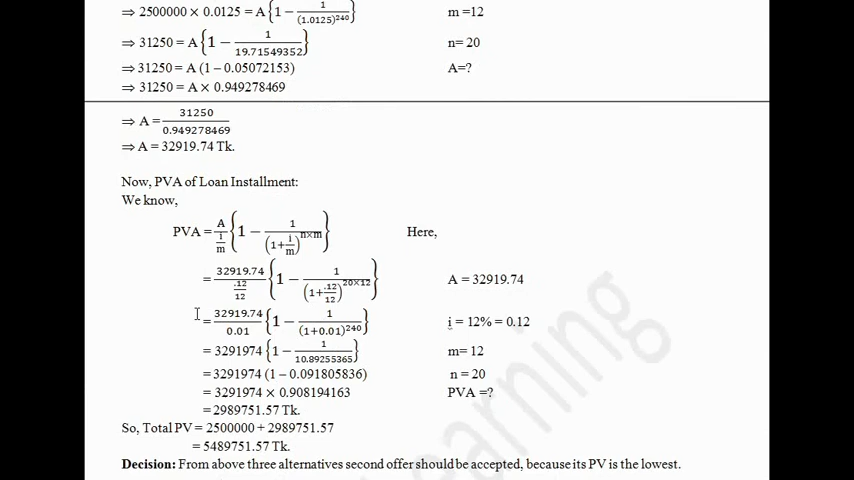 ⇒ 2500000 × 0.0125 = A {1 − 1/(1.0125)^240} m =12
⇒ 31250 = A {1 − 1/19.71549352} n= 20
⇒ 31250 = A (1 – 0.05072153) A=?
⇒ 31250 = A × 0.949278469
⇒ A = 31250/0.949278469
⇒ A = 32919.74 Tk.
Now, PVA of Loan Installment:
We know,
PVA = A/(i/m) {1 − 1/(1+i/m)^n×m} Here,
= 32919.74/(.12/12) {1 − 1/(1+.12/12)^20×12} A = 32919.74
= 32919.74/0.01 {1 − 1/(1+0.01)^240} i = 12% = 0.12
= 3291974 {1 − 1/10.89255365} m= 12
= 3291974 (1 – 0.091805836) n = 20
= 3291974 × 0.908194163 PVA =?
= 2989751.57 Tk.
So, Total PV = 2500000 + 2989751.57
= 5489751.57 Tk.
Decision: From above three alternatives second offer should be accepted, because its PV is the lowest.
earning